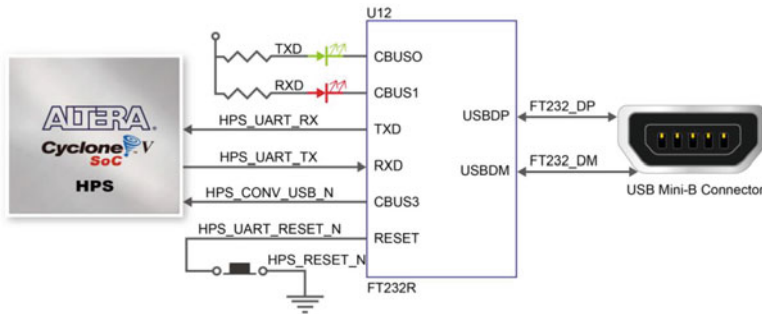 U12
TXD
CBUS0
RXD
CBUS1
ALTERA®
Cyclone V
SoC
HPS
HPS_UART_RX
TXD
HPS_UART_TX
RXD
HPS_CONV_USB_N
CBUS3
HPS_UART_RESET_N
RESET
HPS_RESET_N
FT232R
USBDP
FT232_DP
USBDM
FT232_DM
USB Mini-B Connector